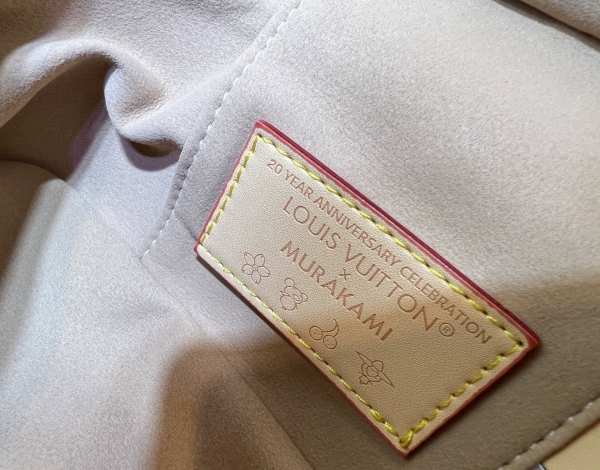 20 YEAR ANNIVERSARY CELEBRATION
LOUIS VUITTON®
×
MURAKAMI